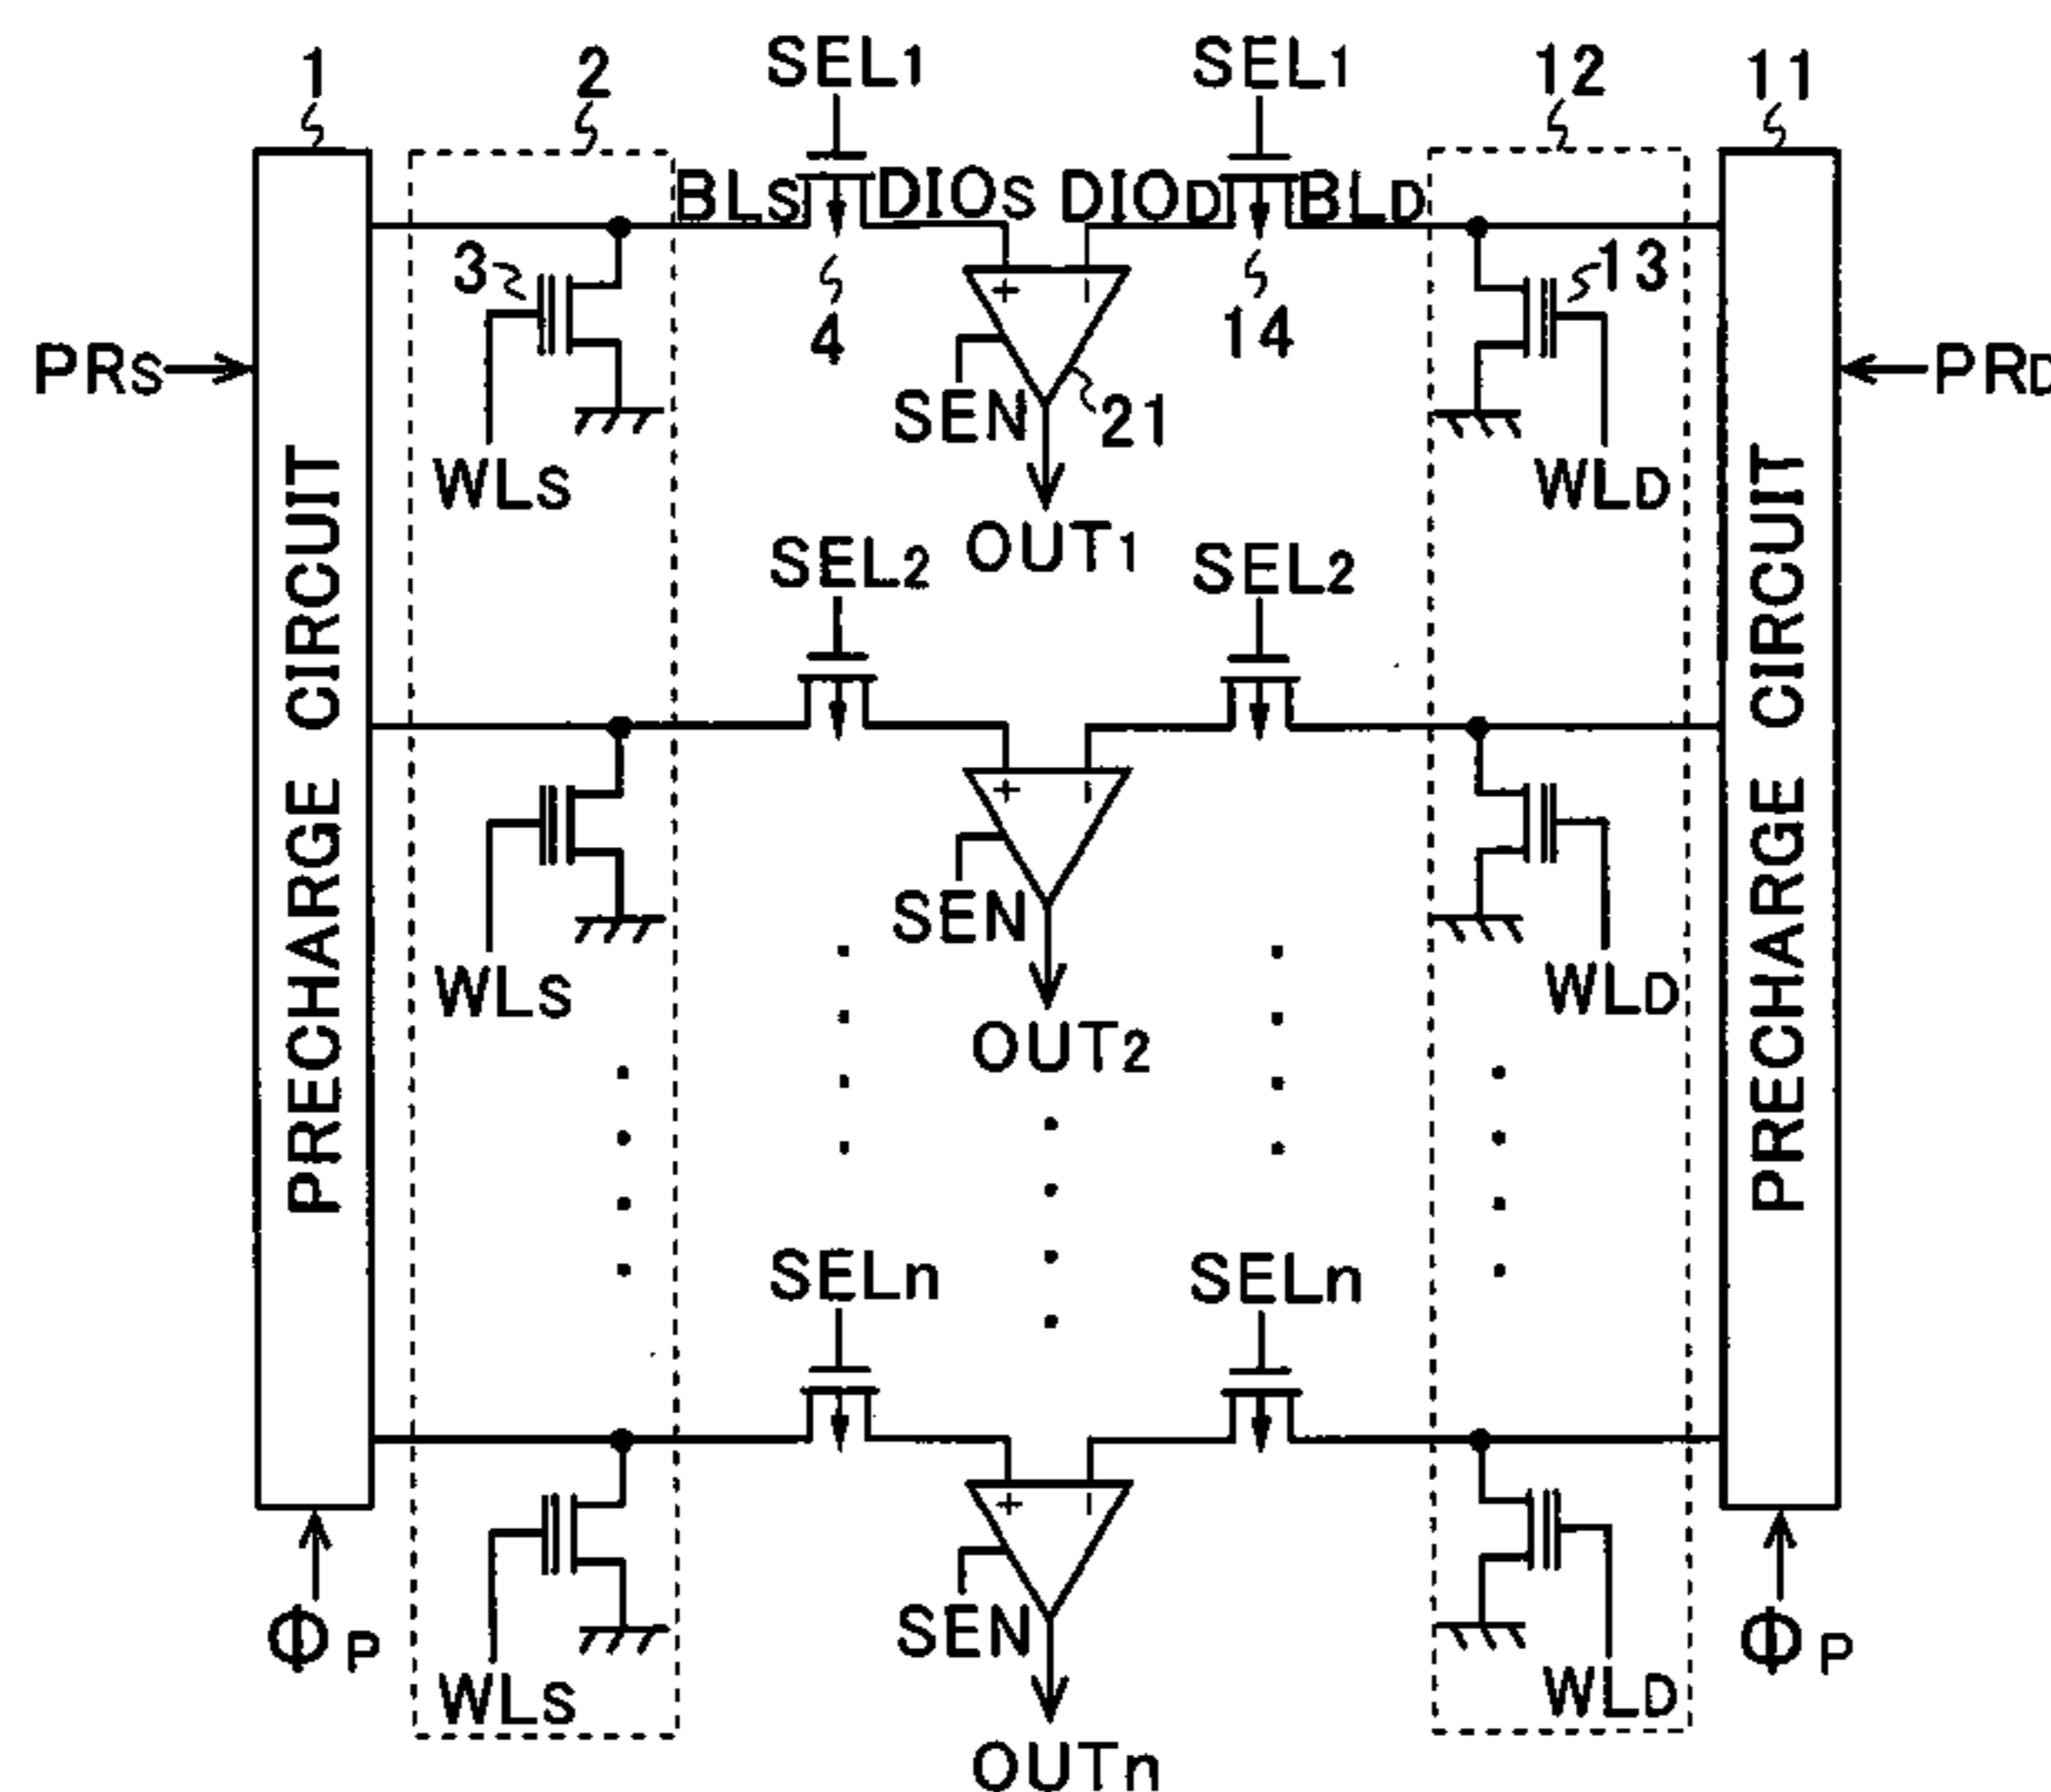 1 2 SEL1 SEL1 12 11
BLS DIOS DIOD BLD
3 4 14 13
PRS PRD
SEN 21
WLS WLD
OUT1
PRECHARGE CIRCUIT
PRECHARGE CIRCUIT
SEL2 SEL2
SEN
WLS WLD
OUT2
SELn SELn
SEN
ΦP ΦP
WLS WLD
OUTn
+ −
+ −
+ −